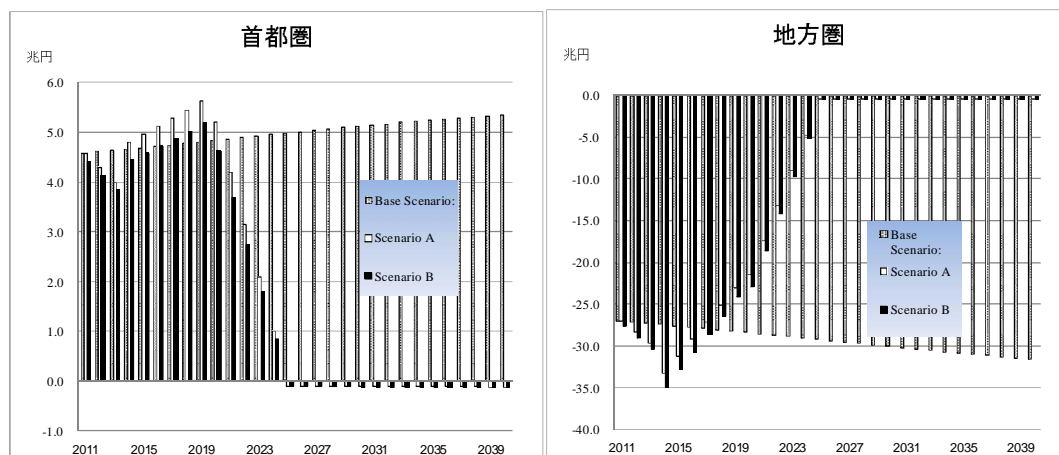 首都圏
兆円
6.0
5.0
4.0
3.0
2.0
1.0
0.0
-1.0
Base Scenario:
Scenario A
Scenario B
2011 2015 2019 2023 2027 2031 2035 2039
地方圏
兆円
0.0
-5.0
-10.0
-15.0
-20.0
-25.0
-30.0
-35.0
-40.0
Base
Scenario:
Scenario A
Scenario B
2011 2015 2019 2023 2027 2031 2035 2039